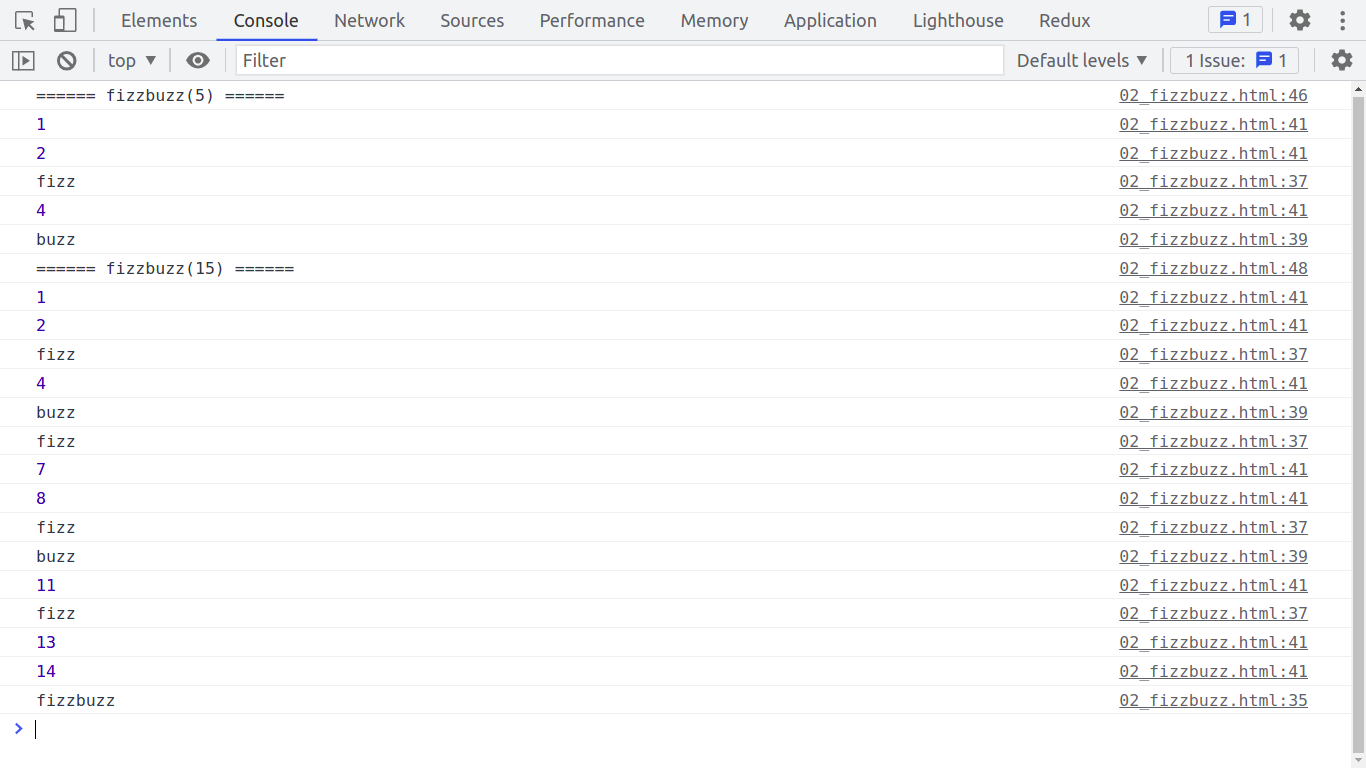 Elements Console Network Sources Performance Memory Application Lighthouse Redux 1
top Filter Default levels 1 Issue: 1
====== fizzbuzz(5) ====== 02_fizzbuzz.html:46
1 02_fizzbuzz.html:41
2 02_fizzbuzz.html:41
fizz 02_fizzbuzz.html:37
4 02_fizzbuzz.html:41
buzz 02_fizzbuzz.html:39
====== fizzbuzz(15) ====== 02_fizzbuzz.html:48
1 02_fizzbuzz.html:41
2 02_fizzbuzz.html:41
fizz 02_fizzbuzz.html:37
4 02_fizzbuzz.html:41
buzz 02_fizzbuzz.html:39
fizz 02_fizzbuzz.html:37
7 02_fizzbuzz.html:41
8 02_fizzbuzz.html:41
fizz 02_fizzbuzz.html:37
buzz 02_fizzbuzz.html:39
11 02_fizzbuzz.html:41
fizz 02_fizzbuzz.html:37
13 02_fizzbuzz.html:41
14 02_fizzbuzz.html:41
fizzbuzz 02_fizzbuzz.html:35